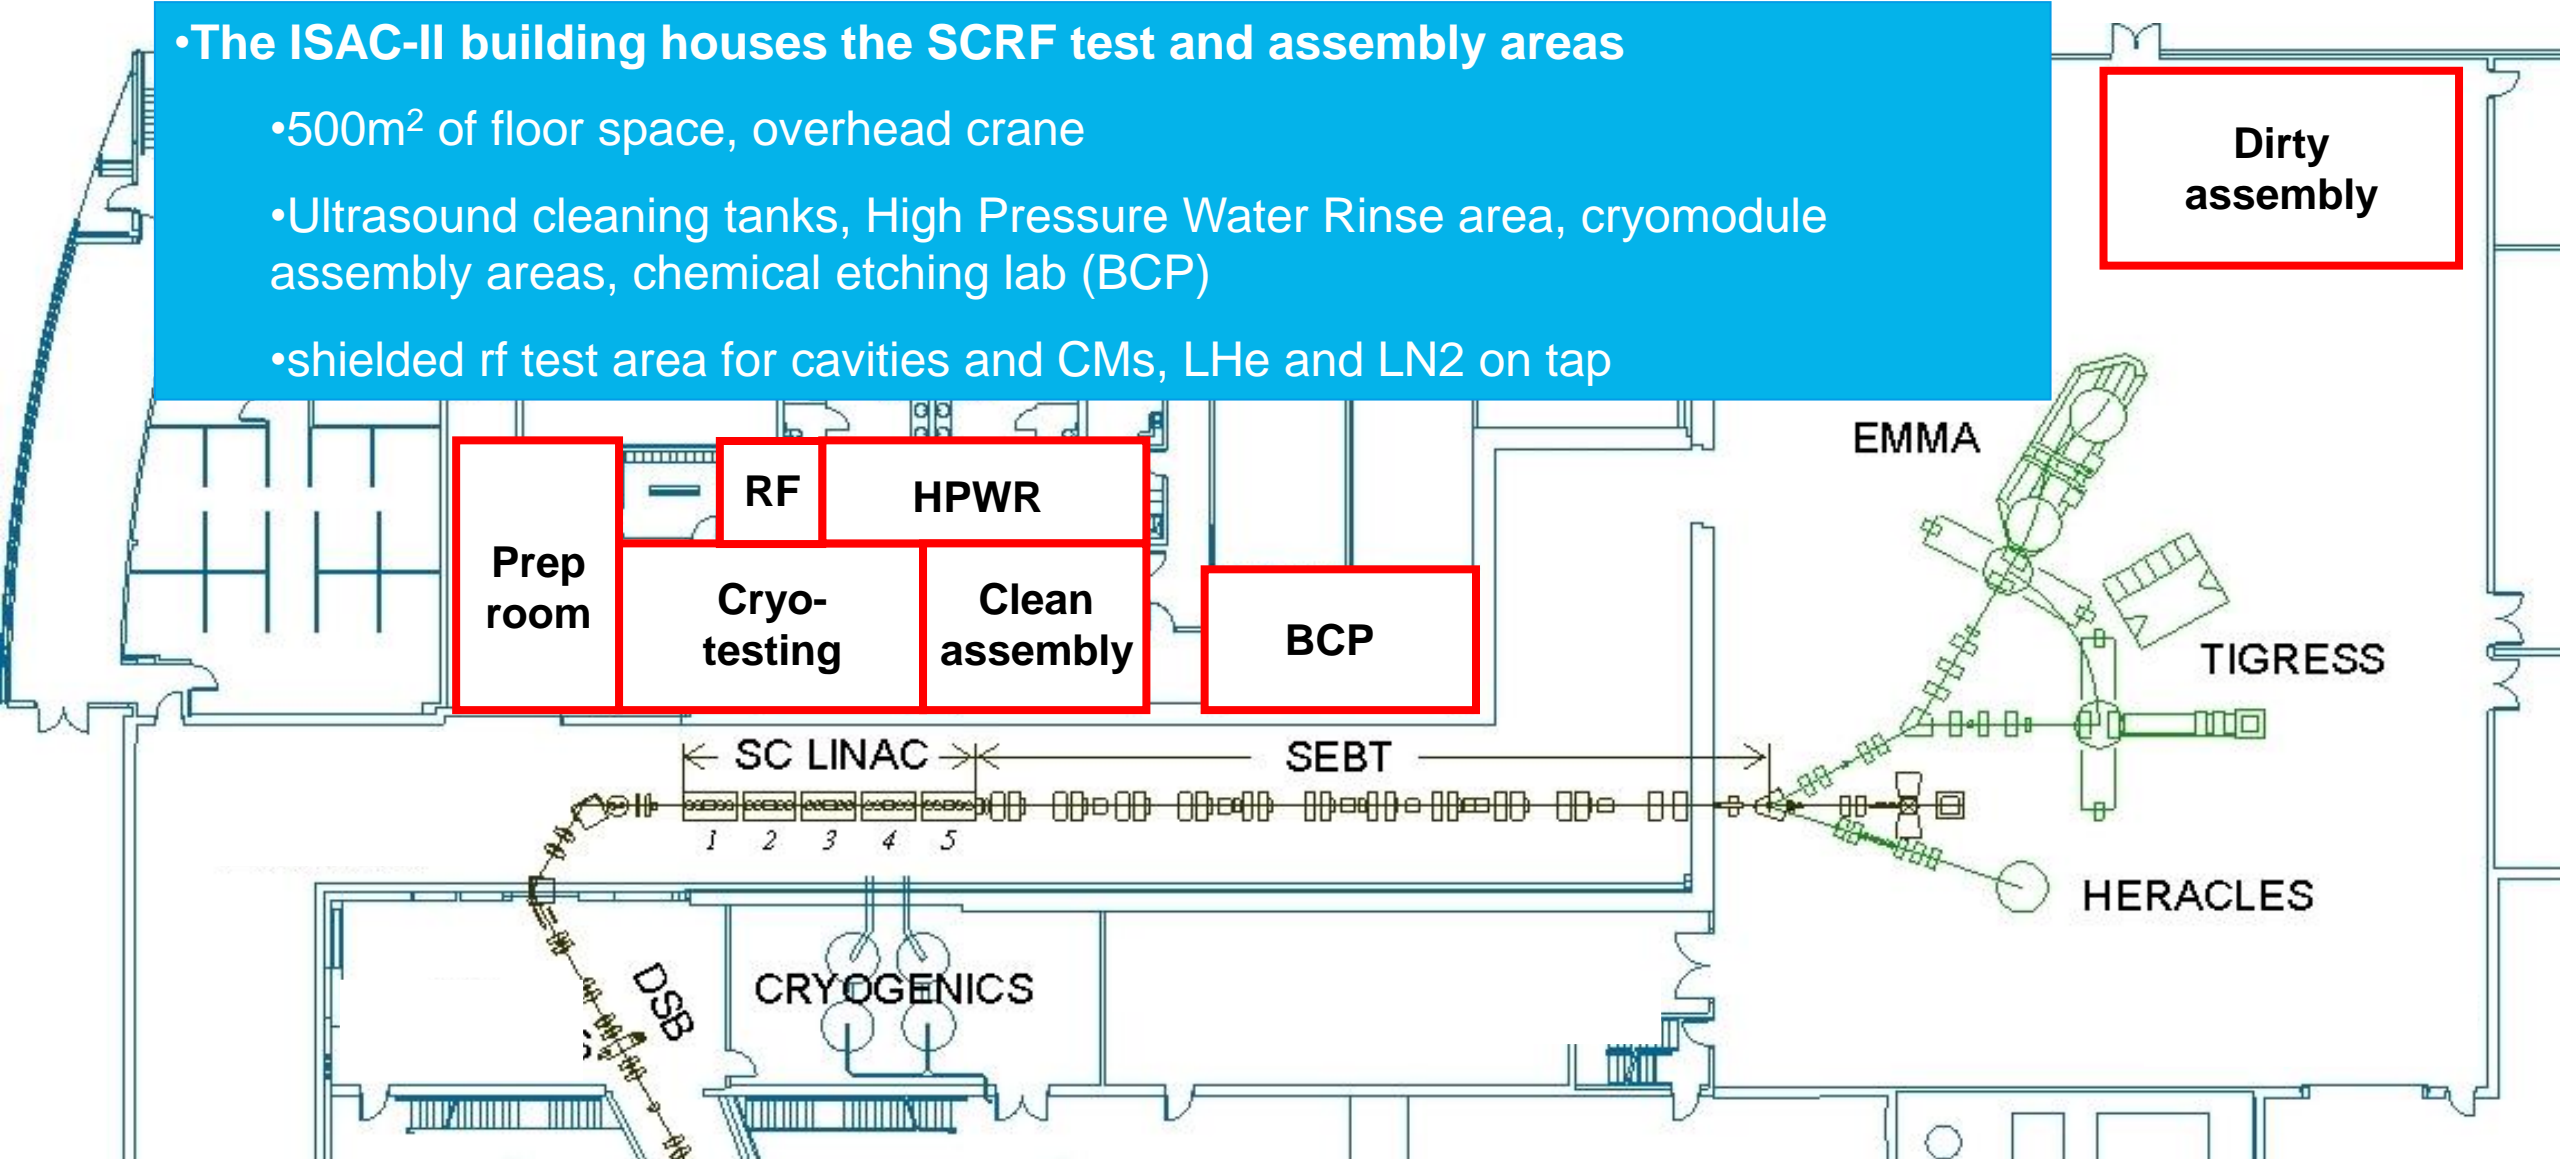 •The ISAC-II building houses the SCRF test and assembly areas
•500m² of floor space, overhead crane
•Ultrasound cleaning tanks, High Pressure Water Rinse area, cryomodule
assembly areas, chemical etching lab (BCP)
•shielded rf test area for cavities and CMs, LHe and LN2 on tap
Dirty
assembly
EMMA
RF
HPWR
Prep
room
Cryo-
testing
Clean
assembly
BCP
TIGRESS
SC LINAC
SEBT
1 2 3 4 5
HERACLES
DSB
CRYOGENICS